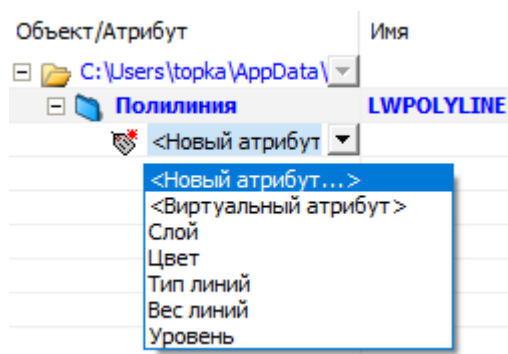 Объект/Атрибут Имя
C:\Users\topka\AppData\
Полилиния LWPOLYLINE
<Новый атрибут
<Новый атрибут...>
<Виртуальный атрибут>
Слой
Цвет
Тип линий
Вес линий
Уровень